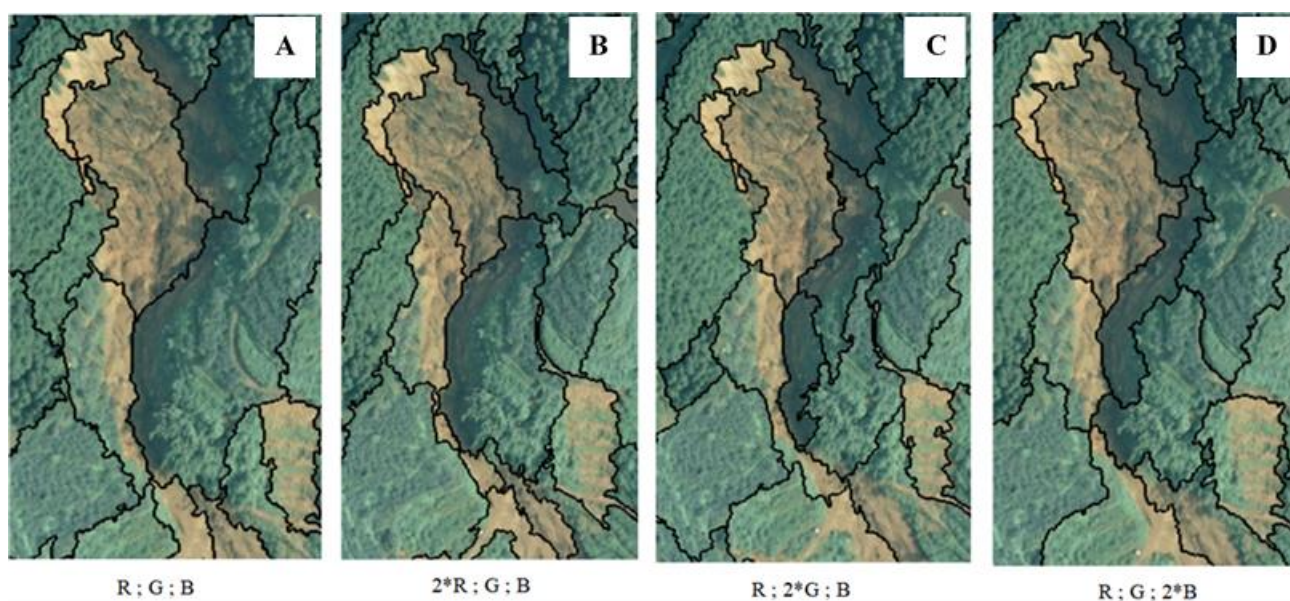 A
B
C
D
R ; G ; B
2*R ; G ; B
R ; 2*G ; B
R ; G ; 2*B